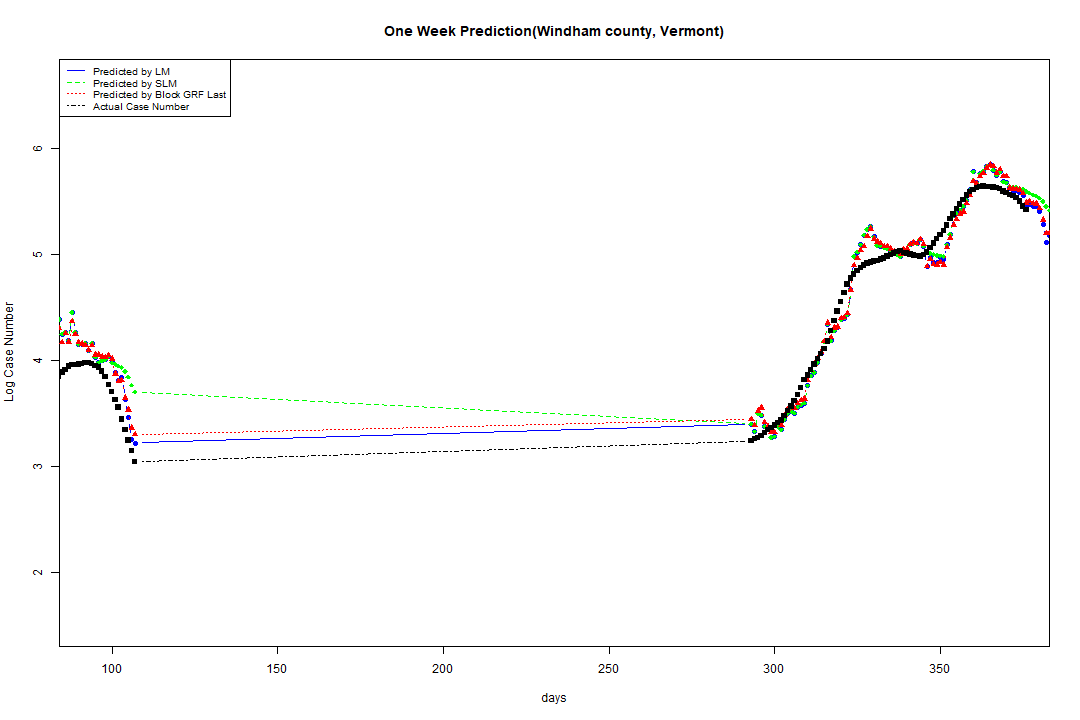 One Week Prediction(Windham county, Vermont)
Predicted by LM
Predicted by SLM
Predicted by Block GRF Last
Actual Case Number
6
5
4
3
2
Log Case Number
100 150 200 250 300 350
days